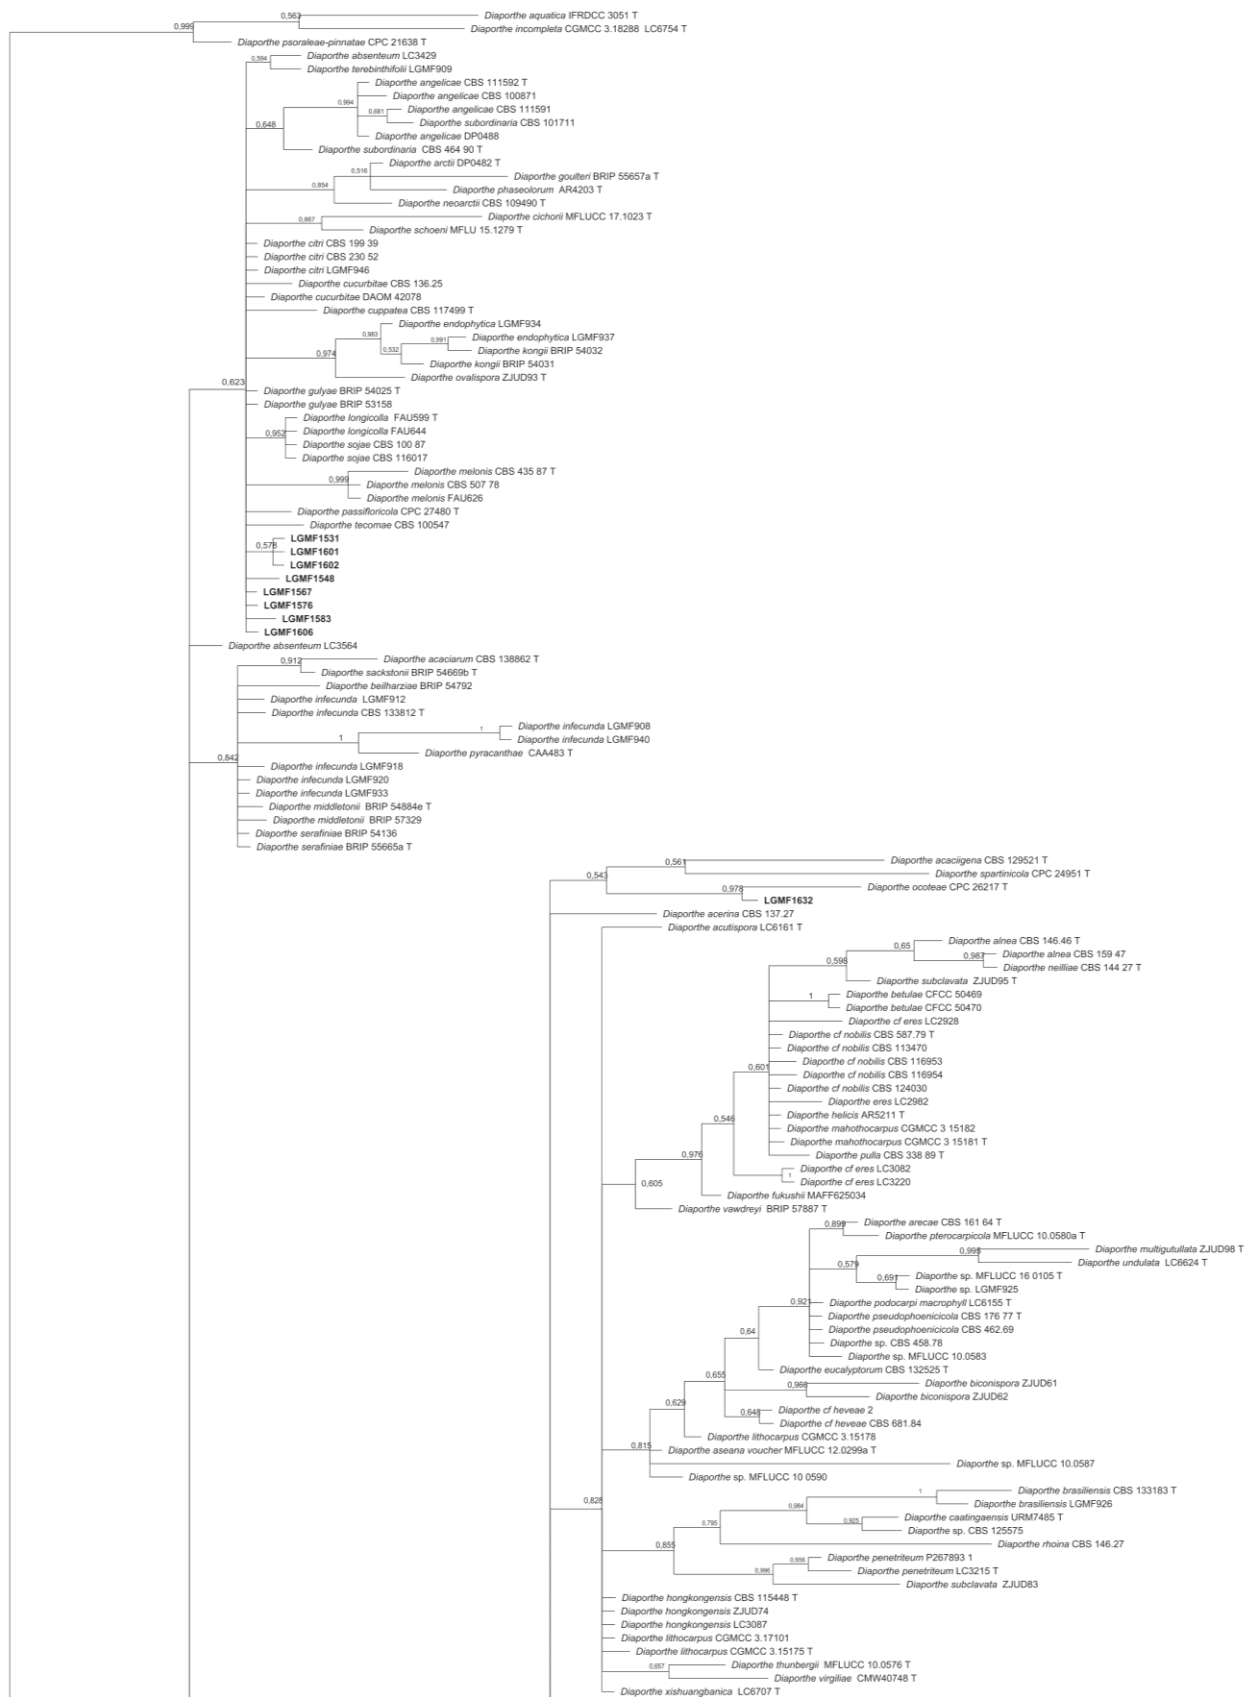 0,563
Diaporthe aquatica IFRDCC 3051 T
0,999
Diaporthe incompleta CGMCC 3.18288 LC6754 T
Diaporthe psoraleae-pinnatae CPC 21638 T
0,594
Diaporthe absenteum LC3429
Diaporthe terebinthifolii LGMF909
Diaporthe angelicae CBS 111592 T
Diaporthe angelicae CBS 100871
0,994
Diaporthe angelicae CBS 111591
0,681
Diaporthe subordinaria CBS 101711
0,648
Diaporthe angelicae DP0488
Diaporthe subordinaria CBS 464 90 T
Diaporthe arctii DP0482 T
0,516
Diaporthe goulteri BRIP 55657a T
0,854
Diaporthe phaseolorum AR4203 T
Diaporthe neoarctii CBS 109490 T
Diaporthe cichorii MFLUCC 17.1023 T
0,867
Diaporthe schoeni MFLU 15.1279 T
Diaporthe citri CBS 199 39
Diaporthe citri CBS 230 52
Diaporthe citri LGMF946
Diaporthe cucurbitae CBS 136.25
Diaporthe cucurbitae DAOM 42078
Diaporthe cuppatea CBS 117499 T
Diaporthe endophytica LGMF934
0,983
Diaporthe endophytica LGMF937
0,991
0,532
Diaporthe kongii BRIP 54032
0,974
Diaporthe kongii BRIP 54031
Diaporthe ovalispora ZJUD93 T
0,623
Diaporthe gulyae BRIP 54025 T
Diaporthe gulyae BRIP 53158
Diaporthe longicolla FAU599 T
Diaporthe longicolla FAU644
0,952
Diaporthe sojae CBS 100 87
Diaporthe sojae CBS 116017
Diaporthe melonis CBS 435 87 T
0,999
Diaporthe melonis CBS 507 78
Diaporthe melonis FAU626
Diaporthe passifloricola CPC 27480 T
Diaporthe tecomae CBS 100547
LGMF1531
0,578
LGMF1601
LGMF1602
LGMF1548
LGMF1567
LGMF1576
LGMF1583
LGMF1606
Diaporthe absenteum LC3564
0,912
Diaporthe acaciarum CBS 138862 T
Diaporthe sackstonii BRIP 54669b T
Diaporthe beilharziae BRIP 54792
Diaporthe infecunda LGMF912
Diaporthe infecunda CBS 133812 T
1
Diaporthe infecunda LGMF908
1
Diaporthe infecunda LGMF940
Diaporthe pyracanthae CAA483 T
0,842
Diaporthe infecunda LGMF918
Diaporthe infecunda LGMF920
Diaporthe infecunda LGMF933
Diaporthe middletonii BRIP 54884e T
Diaporthe middletonii BRIP 57329
Diaporthe serafiniae BRIP 54136
Diaporthe serafiniae BRIP 55665a T
0,561
Diaporthe acaciigena CBS 129521 T
0,543
Diaporthe spartinicola CPC 24951 T
0,978
Diaporthe ocoteae CPC 26217 T
LGMF1632
Diaporthe acerina CBS 137.27
Diaporthe acutispora LC6161 T
0,65
Diaporthe alnea CBS 146.46 T
0,987
Diaporthe alnea CBS 159 47
0,598
Diaporthe neilliae CBS 144 27 T
Diaporthe subclavata ZJUD95 T
1
Diaporthe betulae CFCC 50469
Diaporthe betulae CFCC 50470
Diaporthe cf eres LC2928
Diaporthe cf nobilis CBS 587.79 T
Diaporthe cf nobilis CBS 113470
0,601
Diaporthe cf nobilis CBS 116953
Diaporthe cf nobilis CBS 116954
Diaporthe cf nobilis CBS 124030
Diaporthe eres LC2982
0,546
Diaporthe helicis AR5211 T
Diaporthe mahothocarpus CGMCC 3 15182
Diaporthe mahothocarpus CGMCC 3 15181 T
0,976
Diaporthe pulla CBS 338 89 T
Diaporthe cf eres LC3082
1
Diaporthe cf eres LC3220
0,605
Diaporthe fukushii MAFF625034
Diaporthe vawdreyi BRIP 57887 T
0,899
Diaporthe arecae CBS 161 64 T
Diaporthe pterocarpicola MFLUCC 10.0580a T
0,995
Diaporthe multigutullata ZJUD98 T
0,579
Diaporthe undulata LC6624 T
0,691
Diaporthe sp. MFLUCC 16 0105 T
Diaporthe sp. LGMF925
0,921
Diaporthe podocarpi macrophyll LC6155 T
Diaporthe pseudophoenicicola CBS 176 77 T
Diaporthe pseudophoenicicola CBS 462.69
0,64
Diaporthe sp. CBS 458.78
Diaporthe sp. MFLUCC 10.0583
Diaporthe eucalyptorum CBS 132525 T
0,655
0,966
Diaporthe biconispora ZJUD61
Diaporthe biconispora ZJUD62
0,629
0,648
Diaporthe cf heveae 2
Diaporthe cf heveae CBS 681.84
Diaporthe lithocarpus CGMCC 3.15178
0,815
Diaporthe aseana voucher MFLUCC 12.0299a T
Diaporthe sp. MFLUCC 10.0587
Diaporthe sp. MFLUCC 10 0590
1
Diaporthe brasiliensis CBS 133183 T
0,828
0,984
Diaporthe brasiliensis LGMF926
0,925
Diaporthe caatingaensis URM7485 T
0,795
Diaporthe sp. CBS 125575
0,855
Diaporthe rhoina CBS 146.27
0,656
Diaporthe penetriteum P267893 1
0,996
Diaporthe penetriteum LC3215 T
Diaporthe subclavata ZJUD83
Diaporthe hongkongensis CBS 115448 T
Diaporthe hongkongensis ZJUD74
Diaporthe hongkongensis LC3087
Diaporthe lithocarpus CGMCC 3.17101
Diaporthe lithocarpus CGMCC 3.15175 T
0,657
Diaporthe thunbergii MFLUCC 10.0576 T
Diaporthe virgiliae CMW40748 T
Diaporthe xishuangbanica LC6707 T